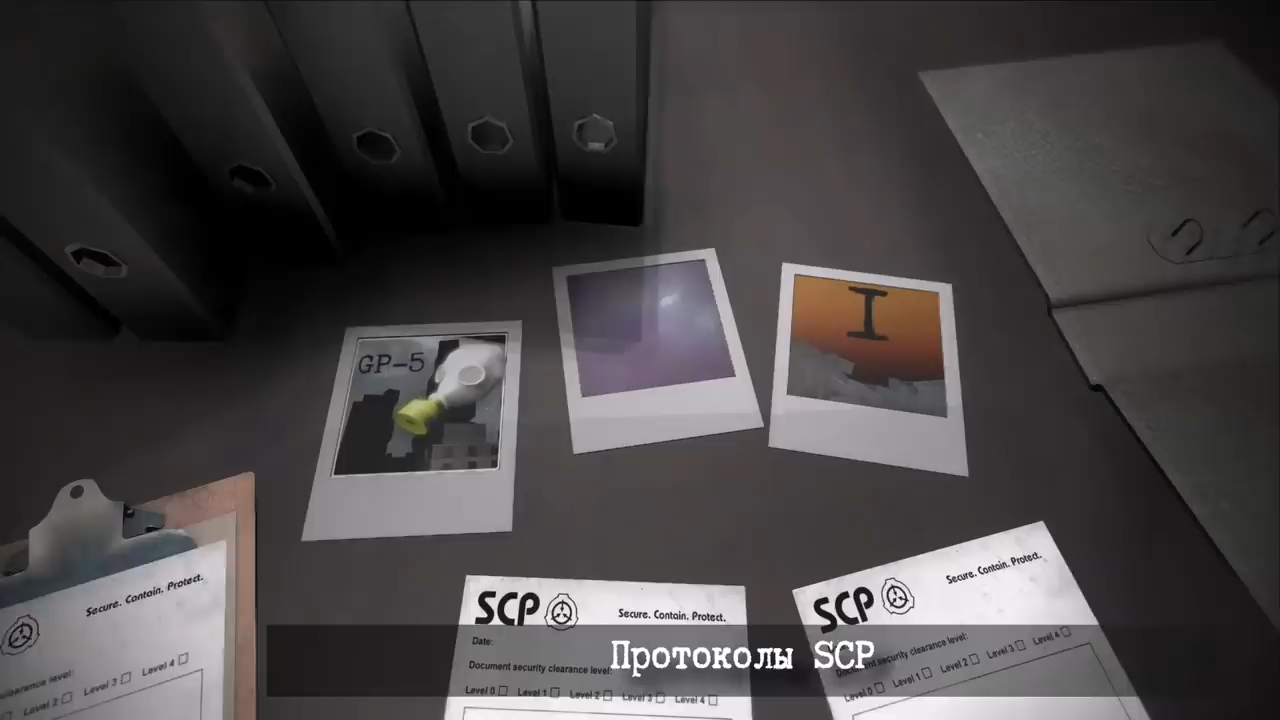 GP-5
I
Secure. Contain. Protect.
clearance level:
Level 2 Level 3 Level 4
SCP
Secure. Contain. Protect.
Date:
Document security clearance level:
Level 0 Level 1 Level 2 Level 3 Level 4
SCP
Secure. Contain. Protect.
Document security clearance level:
Level 0 Level 1 Level 2 Level 3 Level 4
Протоколы SCP